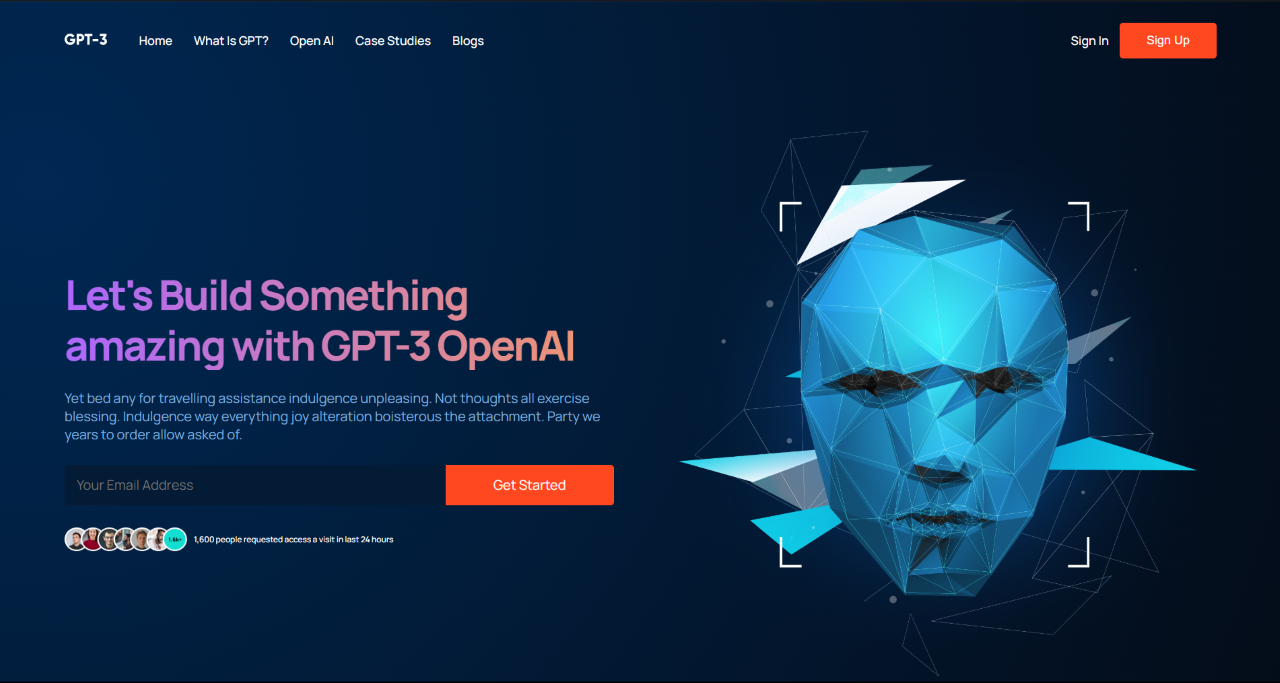 GPT-3
Home
What Is GPT?
Open AI
Case Studies
Blogs
Sign In
Sign Up
Let's Build Something
amazing with GPT-3 OpenAI
Yet bed any for travelling assistance indulgence unpleasing. Not thoughts all exercise
blessing. Indulgence way everything joy alteration boisterous the attachment. Party we
years to order allow asked of.
Your Email Address
Get Started
1,600 people requested access a visit in last 24 hours